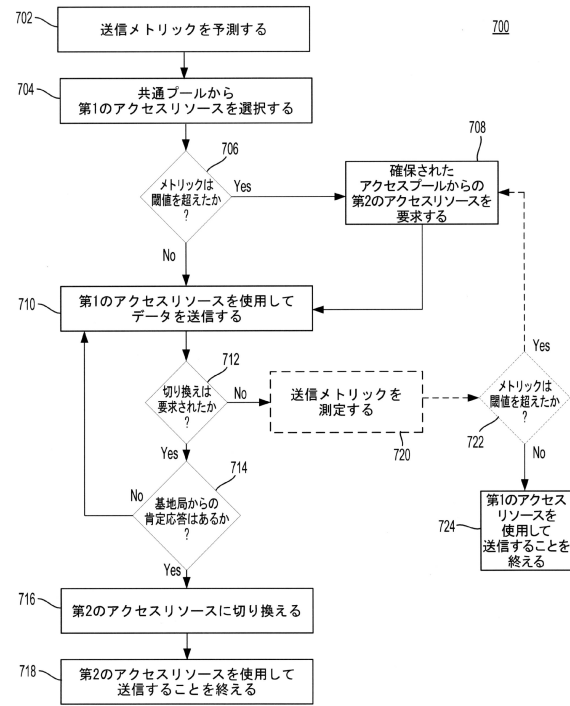 700
702
送信メトリックを予測する
704
共通プールから
第1のアクセスリソースを選択する
706
メトリックは
閾値を超えたか
?
Yes
No
708
確保された
アクセスプールからの
第2のアクセスリソースを
要求する
710
第1のアクセスリソースを使用して
データを送信する
712
切り換えは
要求されたか
?
No
Yes
送信メトリックを
測定する
720
メトリックは
閾値を超えたか
?
722
Yes
No
714
基地局からの
肯定応答はあるか
?
No
Yes
724
第1のアクセス
リソースを
使用して
送信することを
終える
716
第2のアクセスリソースに切り換える
718
第2のアクセスリソースを使用して
送信することを終える